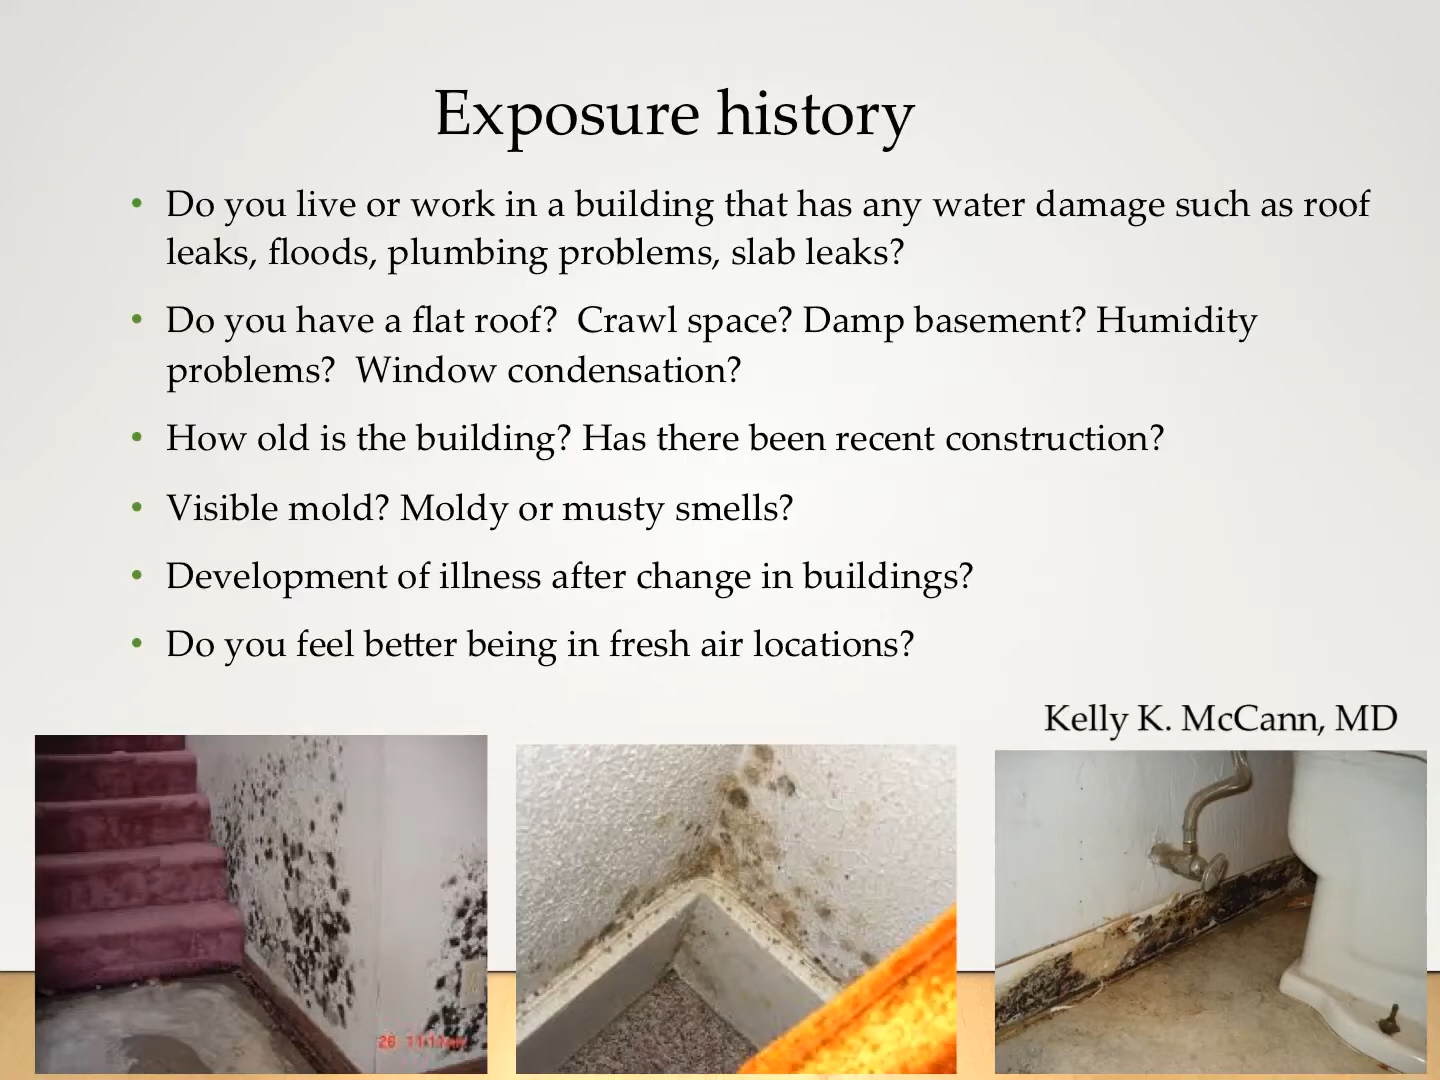 Exposure history
• Do you live or work in a building that has any water damage such as roof
leaks, floods, plumbing problems, slab leaks?
• Do you have a flat roof?  Crawl space? Damp basement? Humidity
problems?  Window condensation?
• How old is the building? Has there been recent construction?
• Visible mold? Moldy or musty smells?
• Development of illness after change in buildings?
• Do you feel better being in fresh air locations?
Kelly K. McCann, MD
26